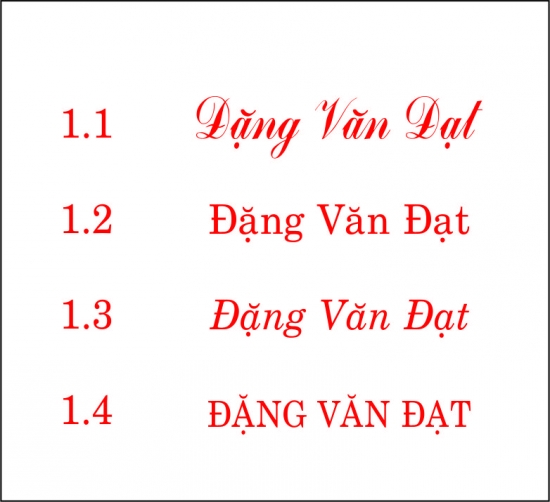 1.1 Đặng Văn Đạt
1.2 Đặng Văn Đạt
1.3 Đặng Văn Đạt
1.4 ĐẶNG VĂN ĐẠT